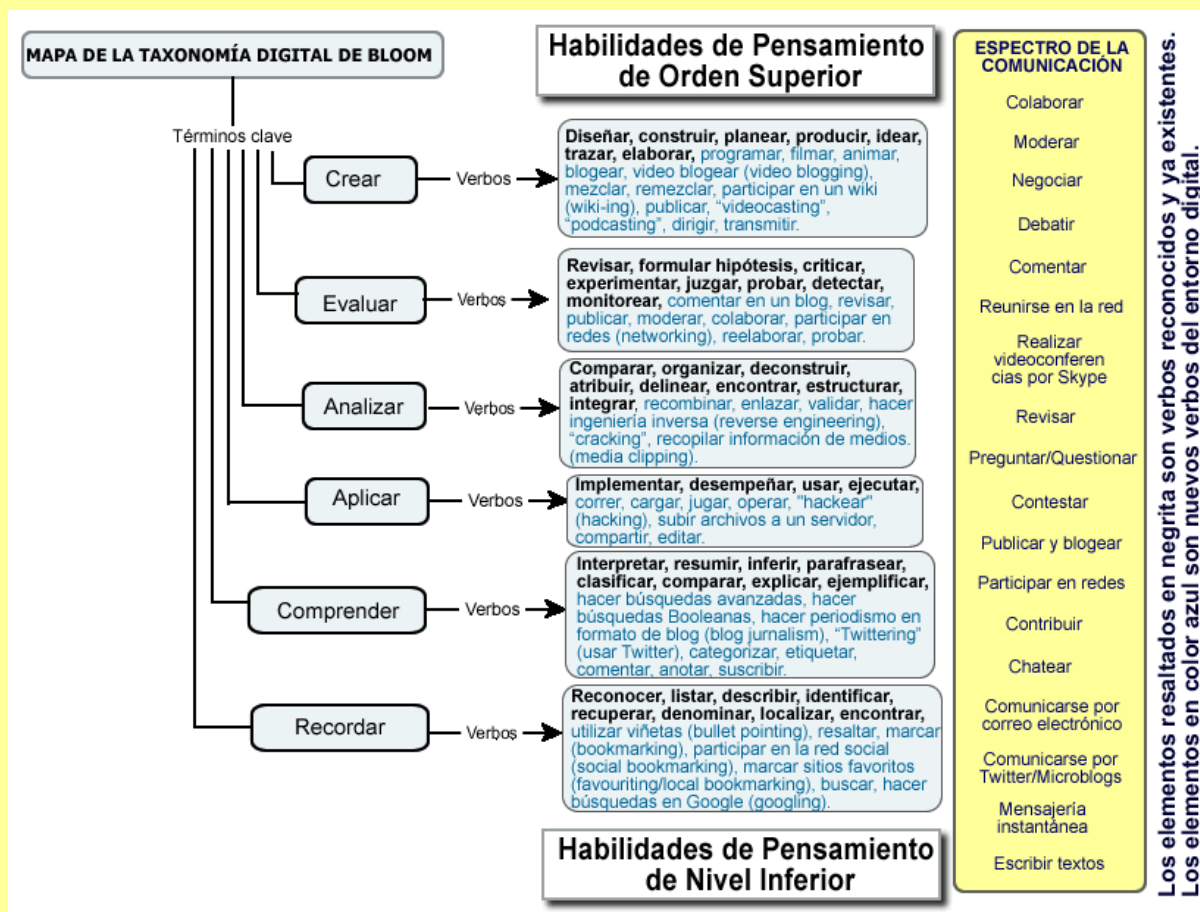 MAPA DE LA TAXONOMÍA DIGITAL DE BLOOM
Términos clave
Habilidades de Pensamiento
de Orden Superior
Crear
Verbos
Diseñar, construir, planear, producir, idear,
trazar, elaborar, programar, filmar, animar,
blogear, video blogear (video blogging),
mezclar, remezclar, participar en un wiki
(wiki-ing), publicar, “videocasting”,
“podcasting”, dirigir, transmitir.
Evaluar
Verbos
Revisar, formular hipótesis, criticar,
experimentar, juzgar, probar, detectar,
monitorear, comentar en un blog, revisar,
publicar, moderar, colaborar, participar en
redes (networking), reelaborar, probar.
Analizar
Verbos
Comparar, organizar, deconstruir,
atribuir, delinear, encontrar, estructurar,
integrar, recombinar, enlazar, validar, hacer
ingeniería inversa (reverse engineering),
“cracking”, recopilar información de medios.
(media clipping).
Aplicar
Verbos
Implementar, desempeñar, usar, ejecutar,
correr, cargar, jugar, operar, "hackear"
(hacking), subir archivos a un servidor,
compartir, editar.
Comprender
Verbos
Interpretar, resumir, inferir, parafrasear,
clasificar, comparar, explicar, ejemplificar,
hacer búsquedas avanzadas, hacer
búsquedas Booleanas, hacer periodismo en
formato de blog (blog jurnalism), “Twittering”
(usar Twitter), categorizar, etiquetar,
comentar, anotar, suscribir.
Recordar
Verbos
Reconocer, listar, describir, identificar,
recuperar, denominar, localizar, encontrar,
utilizar viñetas (bullet pointing), resaltar, marcar
(bookmarking), participar en la red social
(social bookmarking), marcar sitios favoritos
(favouriting/local bookmarking), buscar, hacer
búsquedas en Google (googling).
Habilidades de Pensamiento
de Nivel Inferior
ESPECTRO DE LA
COMUNICACIÓN
Colaborar
Moderar
Negociar
Debatir
Comentar
Reunirse en la red
Realizar
videoconferen
cias por Skype
Revisar
Preguntar/Questionar
Contestar
Publicar y blogear
Participar en redes
Contribuir
Chatear
Comunicarse por
correo electrónico
Comunicarse por
Twitter/Microblogs
Mensajería
instantánea
Escribir textos
Los elementos resaltados en negrita son verbos reconocidos y ya existentes.
Los elementos en color azul son nuevos verbos del entorno digital.